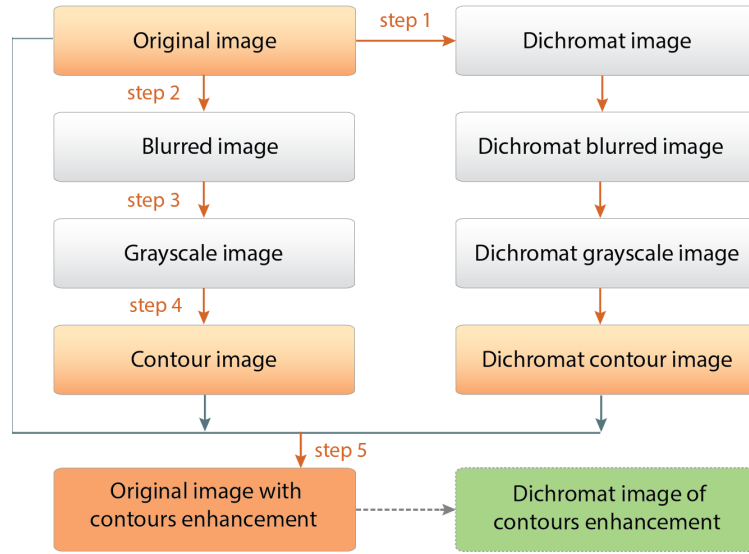 Original image
step 1
Dichromat image
step 2
Blurred image
Dichromat blurred image
step 3
Grayscale image
Dichromat grayscale image
step 4
Contour image
Dichromat contour image
step 5
Original image with
contours enhancement
Dichromat image of
contours enhancement